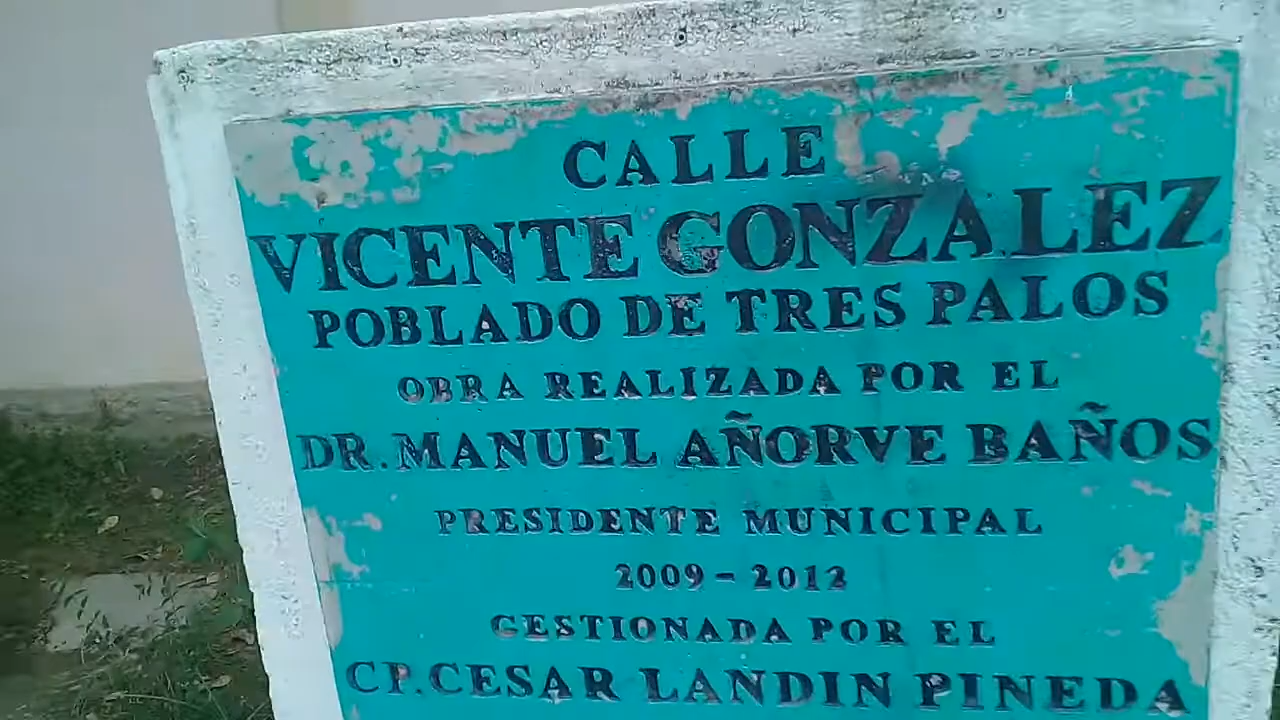 CALLE
VICENTE GONZALEZ
POBLADO DE TRES PALOS
OBRA REALIZADA POR EL
DR. MANUEL AÑORVE BAÑOS
PRESIDENTE MUNICIPAL
2009 - 2012
GESTIONADA POR EL
CP. CESAR LANDIN PINEDA